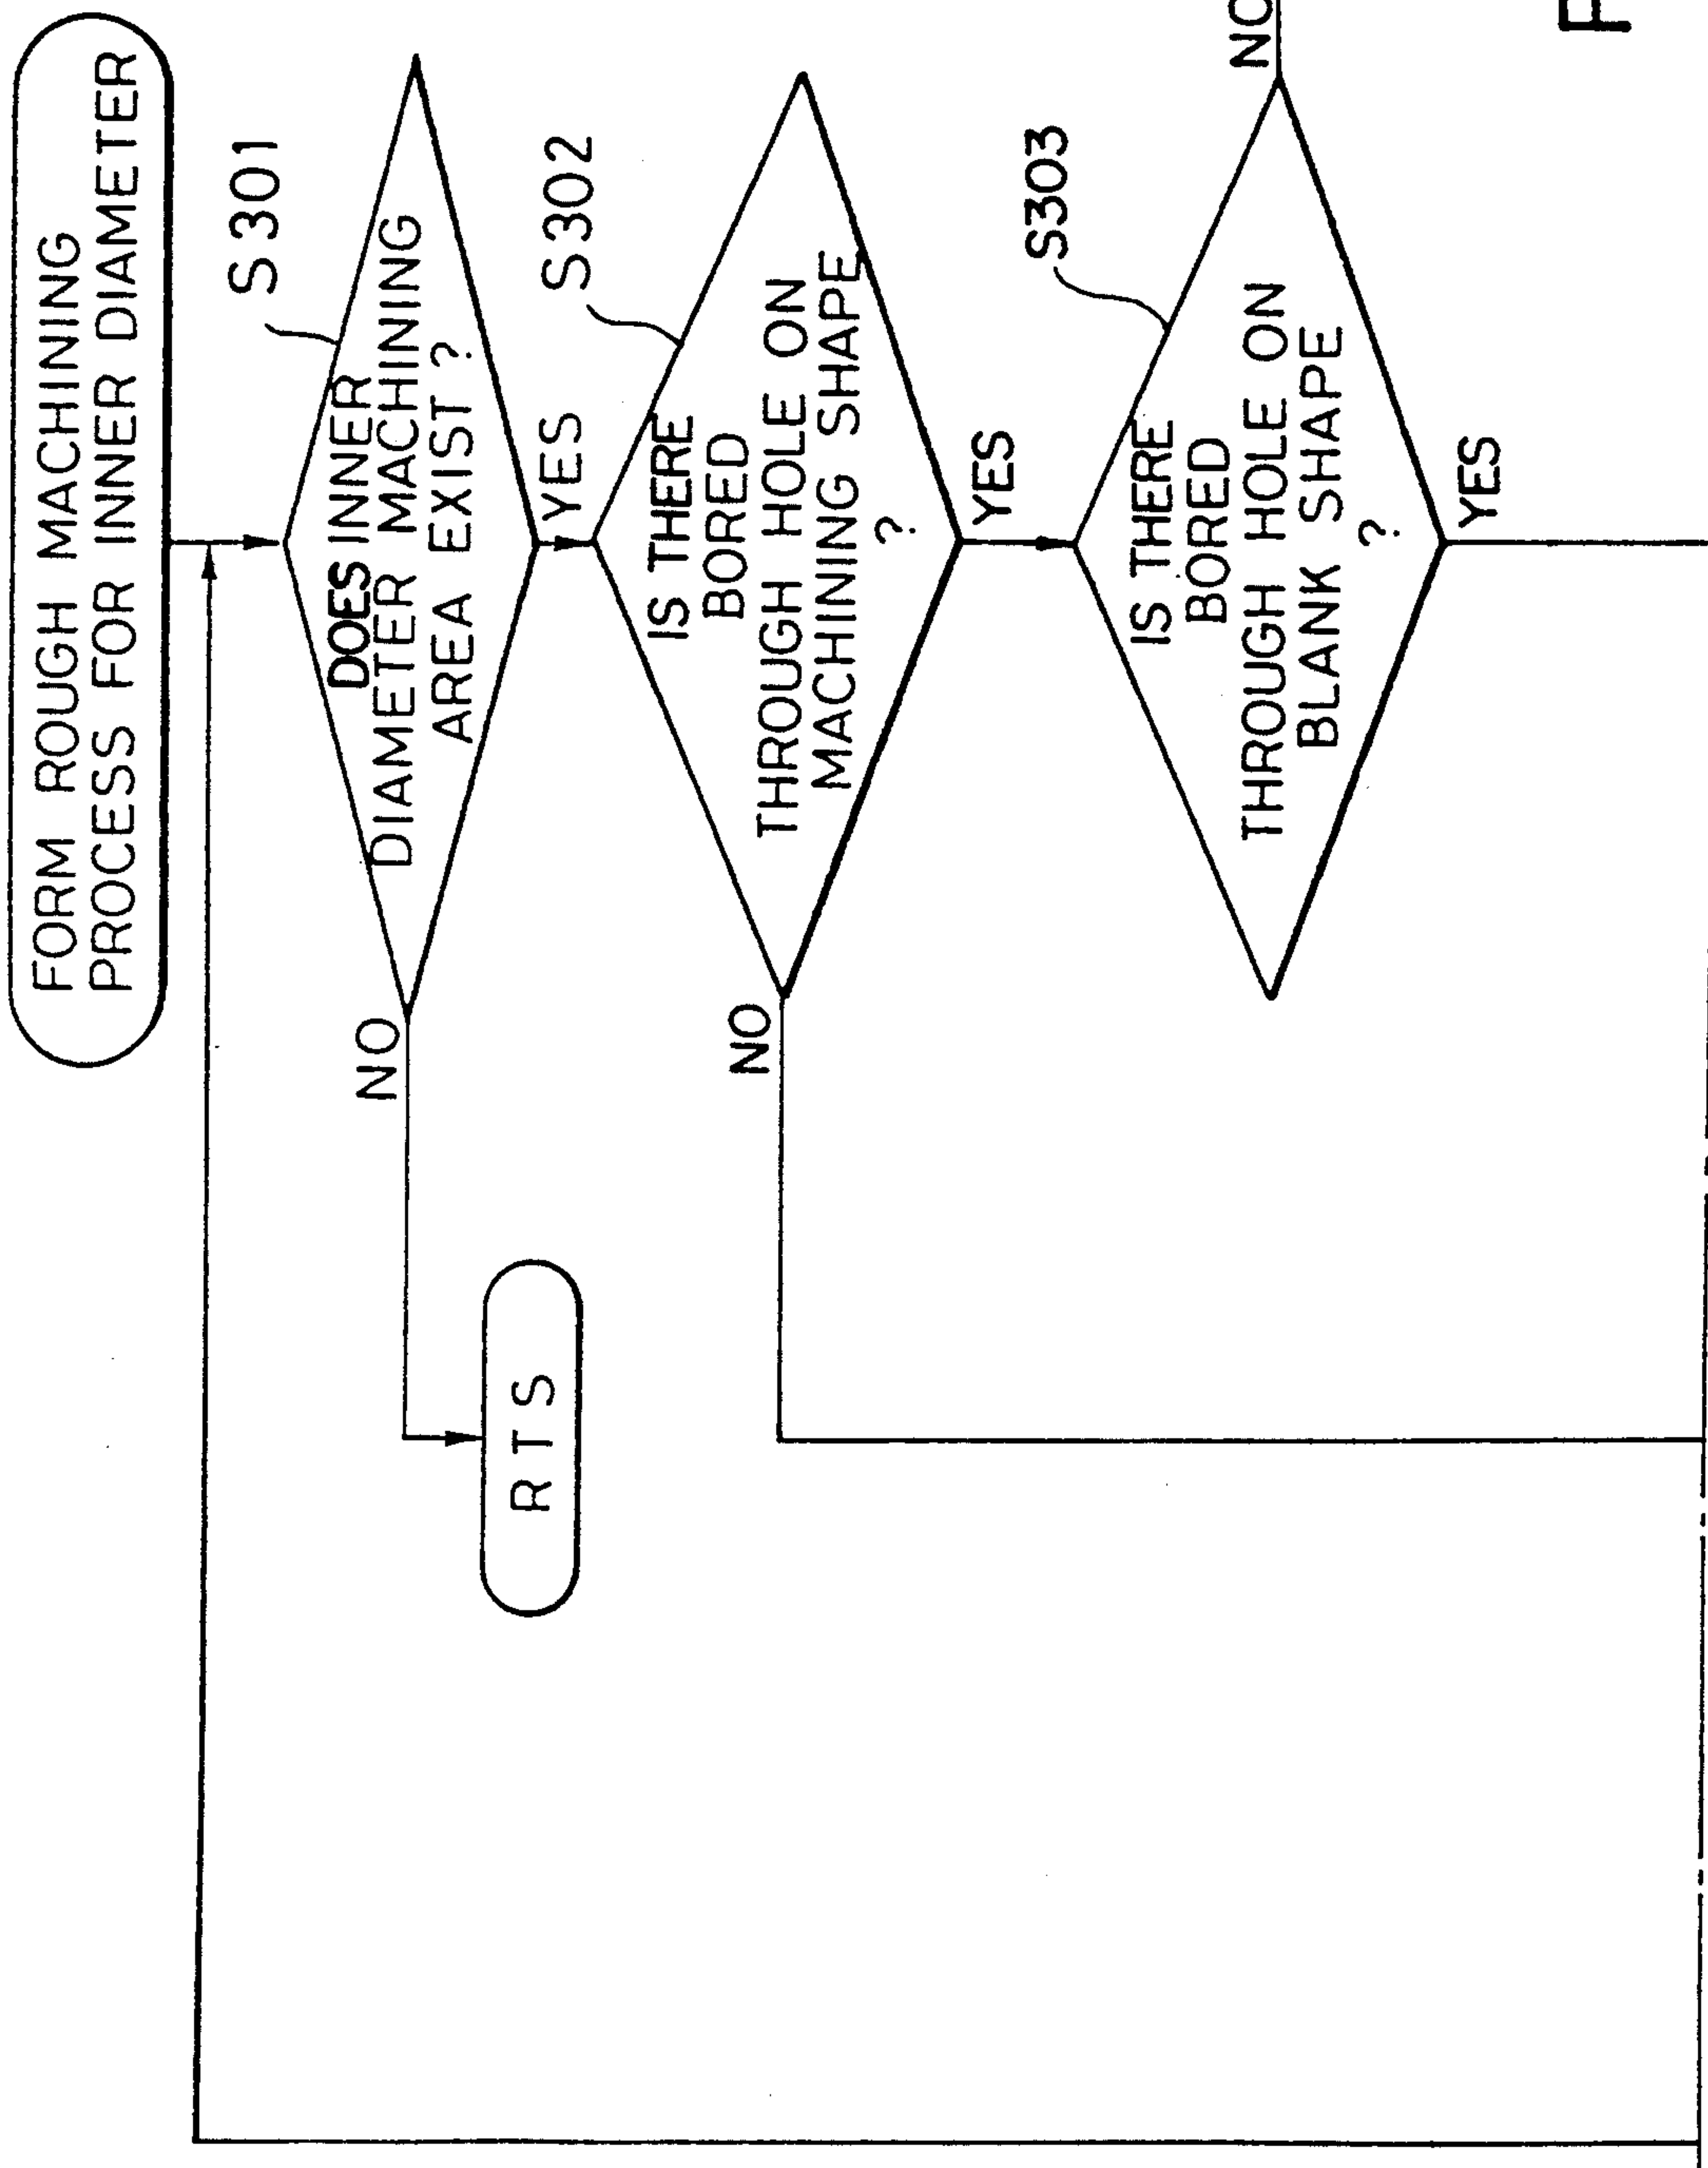 FORM ROUGH MACHINING
PROCESS FOR INNER DIAMETER
S301
DOES INNER
DIAMETER MACHINING
AREA EXIST ?
NO
YES
RTS
S302
IS THERE
BORED
THROUGH HOLE ON
MACHINING SHAPE
?
NO
YES
S303
IS THERE
BORED
THROUGH HOLE ON
BLANK SHAPE
?
NO
YES
F